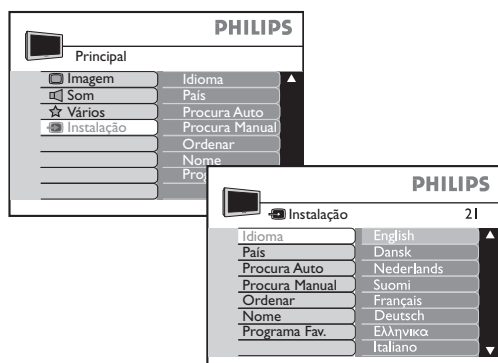 PHILIPS
Principal
Imagem
Som
Vários
Instalação
Idioma
País
Procura Auto
Procura Manual
Ordenar
Nome
Prog
PHILIPS
Instalação 21
Idioma
País
Procura Auto
Procura Manual
Ordenar
Nome
Programa Fav.
English
Dansk
Nederlands
Suomi
Français
Deutsch
Ελληνικα
Italiano